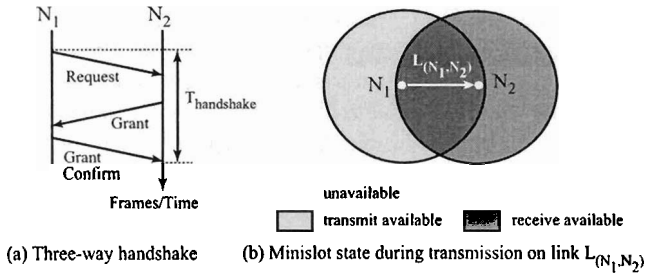 N1 N2
Request
Grant
Grant
Confirm
Thandshake
Frames/Time
L(N1,N2)
N1 N2
unavailable
transmit available receive available
(a) Three-way handshake (b) Minislot state during transmission on link L(N1,N2)